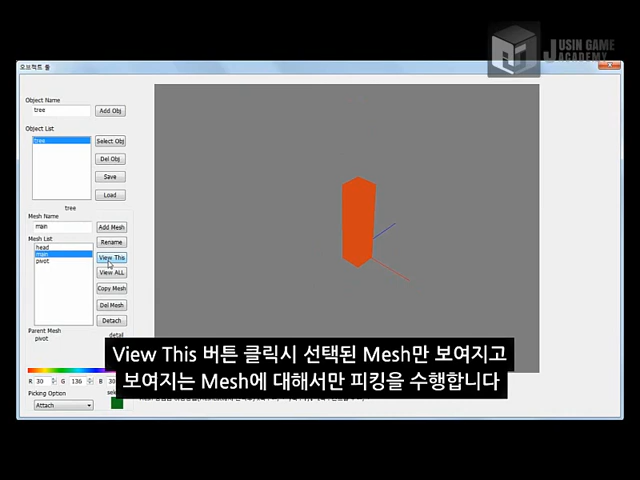 JUSIN GAME
ACADEMY
오브젝트 툴
Object Name
tree
Add Obj
Object List
tree
Select Obj
Del Obj
Save
Load
tree
Mesh Name
main
Add Mesh
Mesh List
Rename
head
main
pivot
View This
View ALL
Copy Mesh
Del Mesh
Detach
Parent Mesh
pivot
detail
View This 버튼 클릭시 선택된 Mesh만 보여지고
보여지는 Mesh에 대해서만 피킹을 수행합니다
R 30 G 136 B
Picking Option
Attach